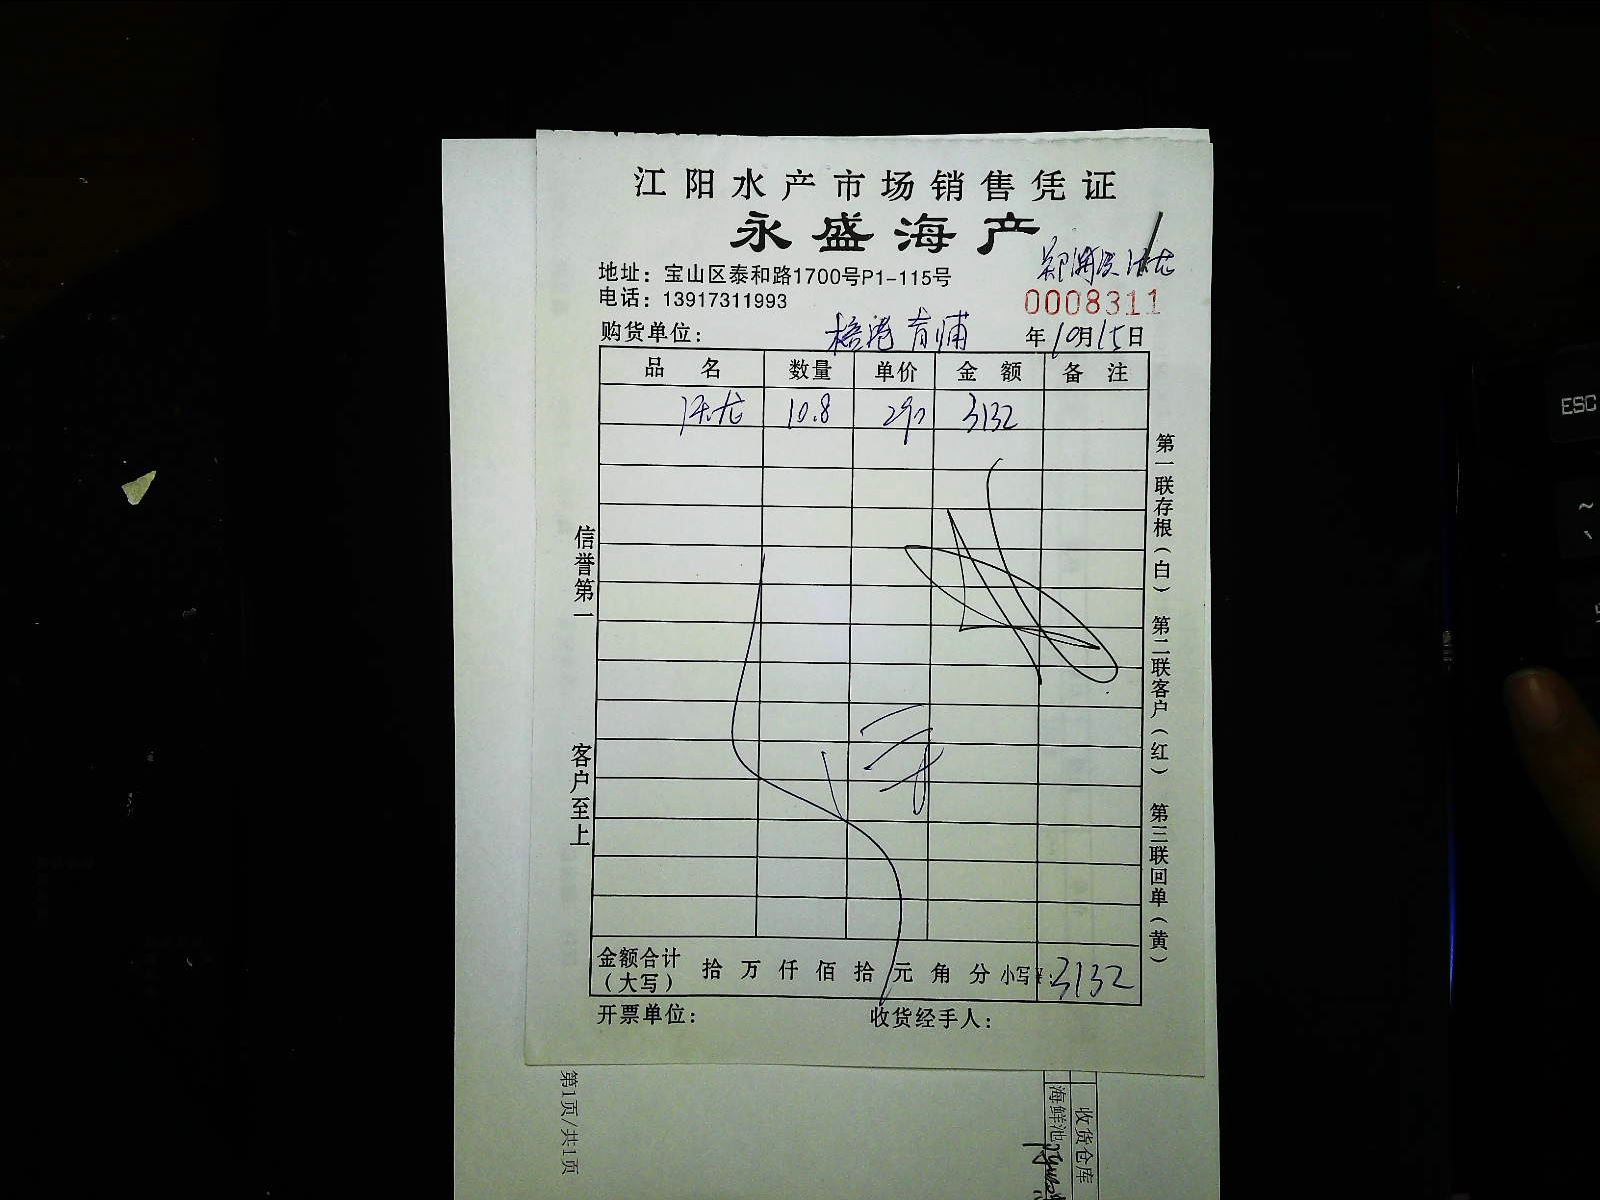 江阳水产市场销售凭证
永盛海产
地址：宝山区泰和路1700号P1-115号
电话：13917311993
0008311
购货单位：
年10月15日
品名 数量 单价 金额 备注
10.8 290 3132
信誉第一
客户至上
第一联存根（白） 第二联客户（红） 第三联回单（黄）
金额合计（大写） 拾 万 仟 佰 拾 元 角 分 小写¥：3132
开票单位： 收货经手人：
第1页/共1页
收货仓库
海鲜池
ESC